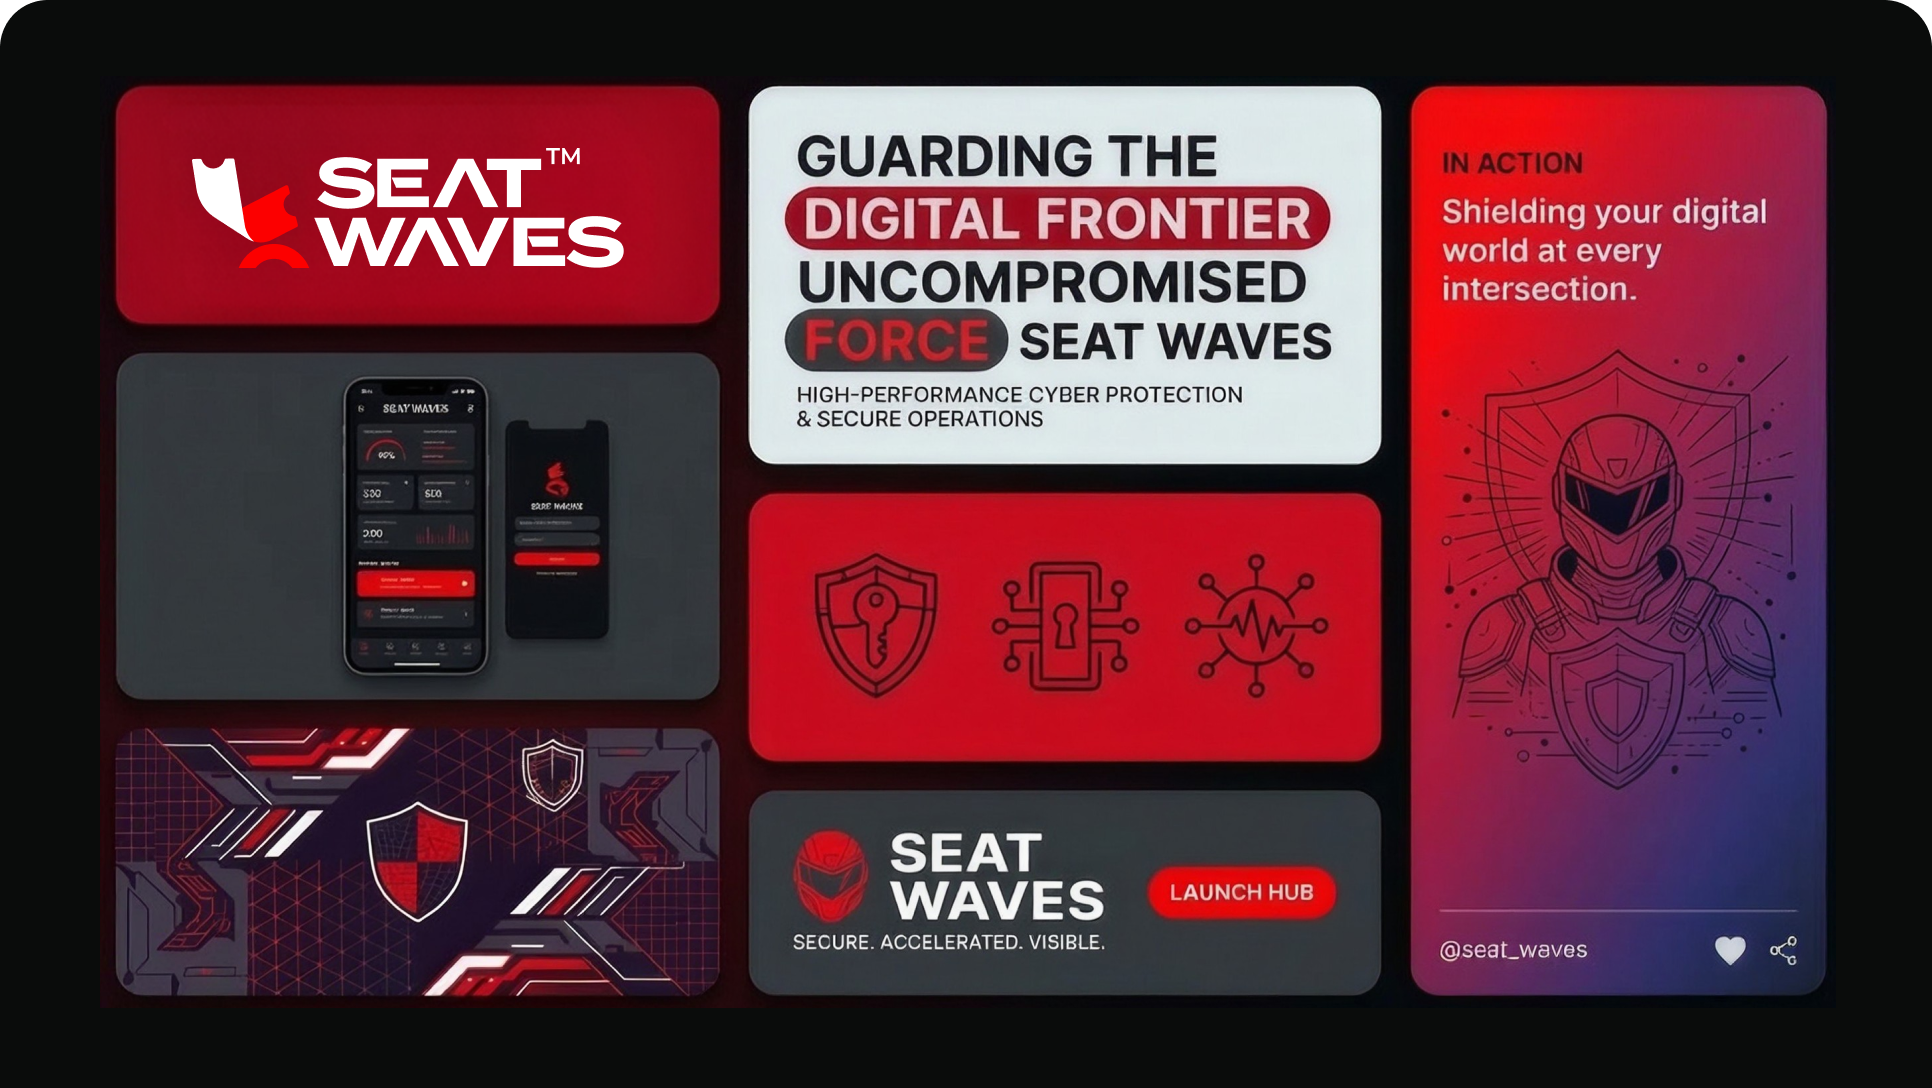 SEAT™
WAVES
GUARDING THE
DIGITAL FRONTIER
UNCOMPROMISED
FORCE SEAT WAVES
HIGH-PERFORMANCE CYBER PROTECTION
& SECURE OPERATIONS
SEAT
WAVES
SECURE. ACCELERATED. VISIBLE.
LAUNCH HUB
IN ACTION
Shielding your digital
world at every
intersection.
@seat_waves